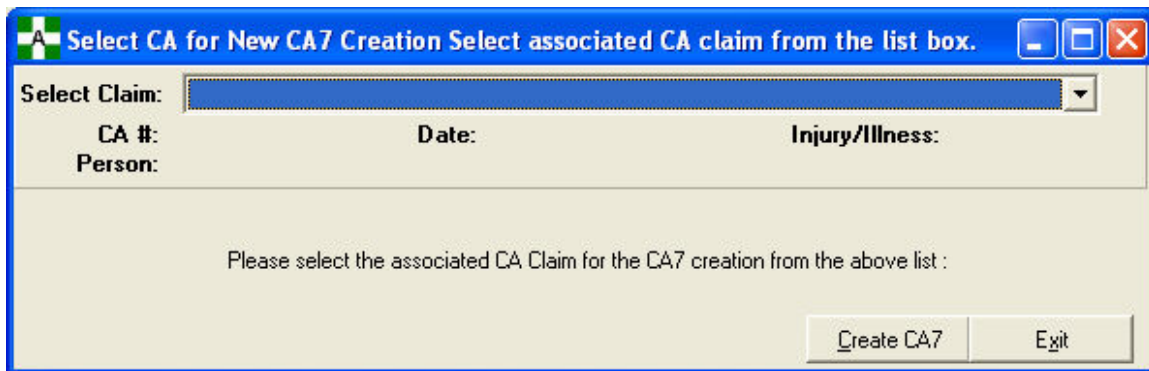 A Select CA for New CA7 Creation Select associated CA claim from the list box.
Select Claim:
CA #: Date: Injury/Illness:
Person:
Please select the associated CA Claim for the CA7 creation from the above list :
Create CA7 Exit